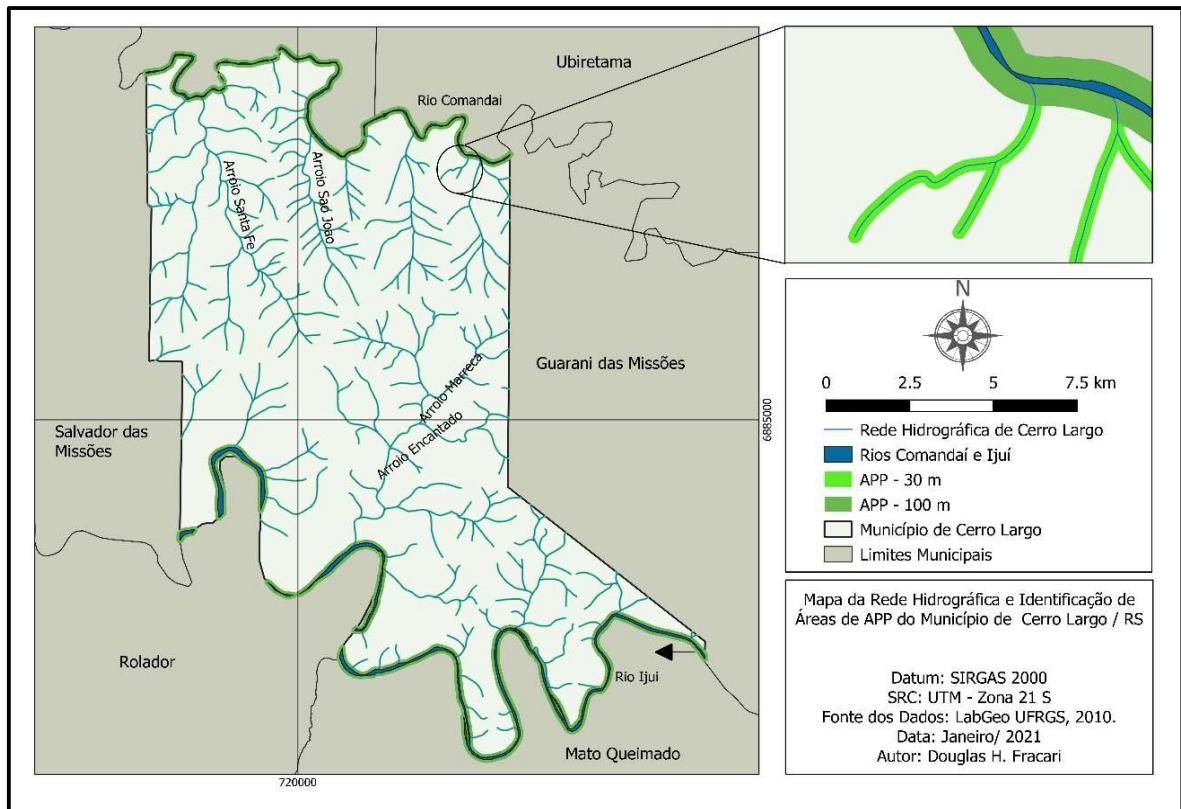 Ubiretama
Rio Comandai
Arroio Santa Fe
Arroio Saõ João
Guarani das Missões
Arroio Marreca
Arroio Encantado
Salvador das
Missões
Rolador
Rio Ijui
Mato Queimado
720000
6885000
N
0 2.5 5 7.5 km
Rede Hidrográfica de Cerro Largo
Rios Comandaí e Ijuí
APP - 30 m
APP - 100 m
Município de Cerro Largo
Limites Municipais
Mapa da Rede Hidrográfica e Identificação de
Áreas de APP do Município de Cerro Largo / RS
Datum: SIRGAS 2000
SRC: UTM - Zona 21 S
Fonte dos Dados: LabGeo UFRGS, 2010.
Data: Janeiro/ 2021
Autor: Douglas H. Fracari